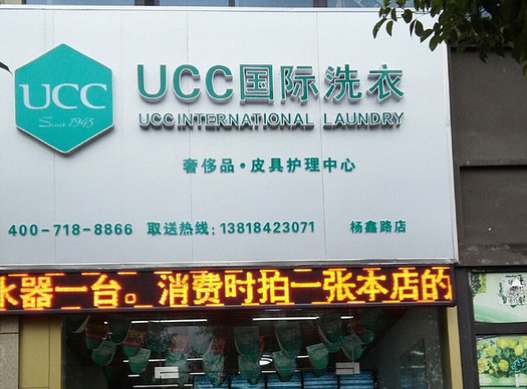 UCC
Since 1945
UCC国际洗衣
UCC INTERNATIONAL LAUNDRY
奢侈品·皮具护理中心
400-718-8866 取送热线:13818423071 杨鑫路店
水器一台。消费时拍一张本店的